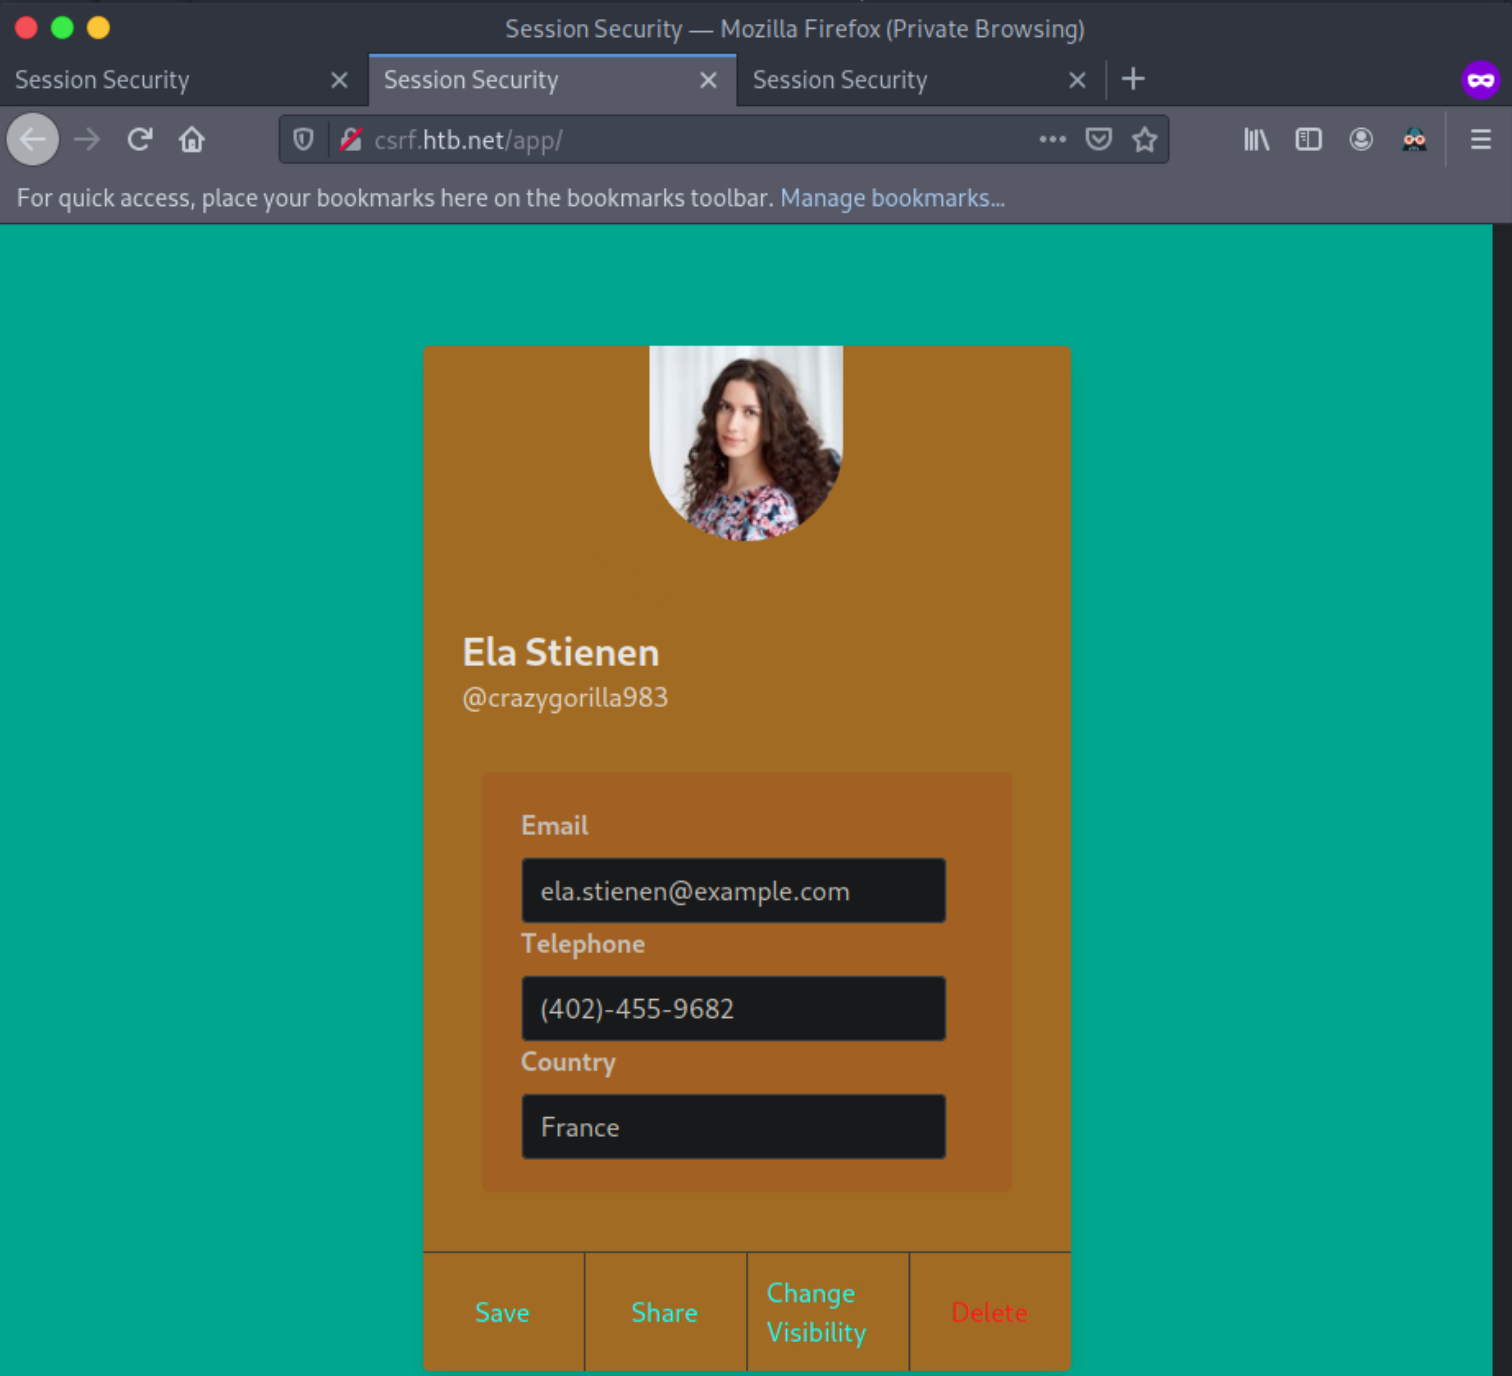 Session Security — Mozilla Firefox (Private Browsing)
Session Security
Session Security
Session Security
csrf.htb.net/app/
For quick access, place your bookmarks here on the bookmarks toolbar. Manage bookmarks...
Ela Stienen
@crazygorilla983
Email
ela.stienen@example.com
Telephone
(402)-455-9682
Country
France
Save
Share
Change
Visibility
Delete